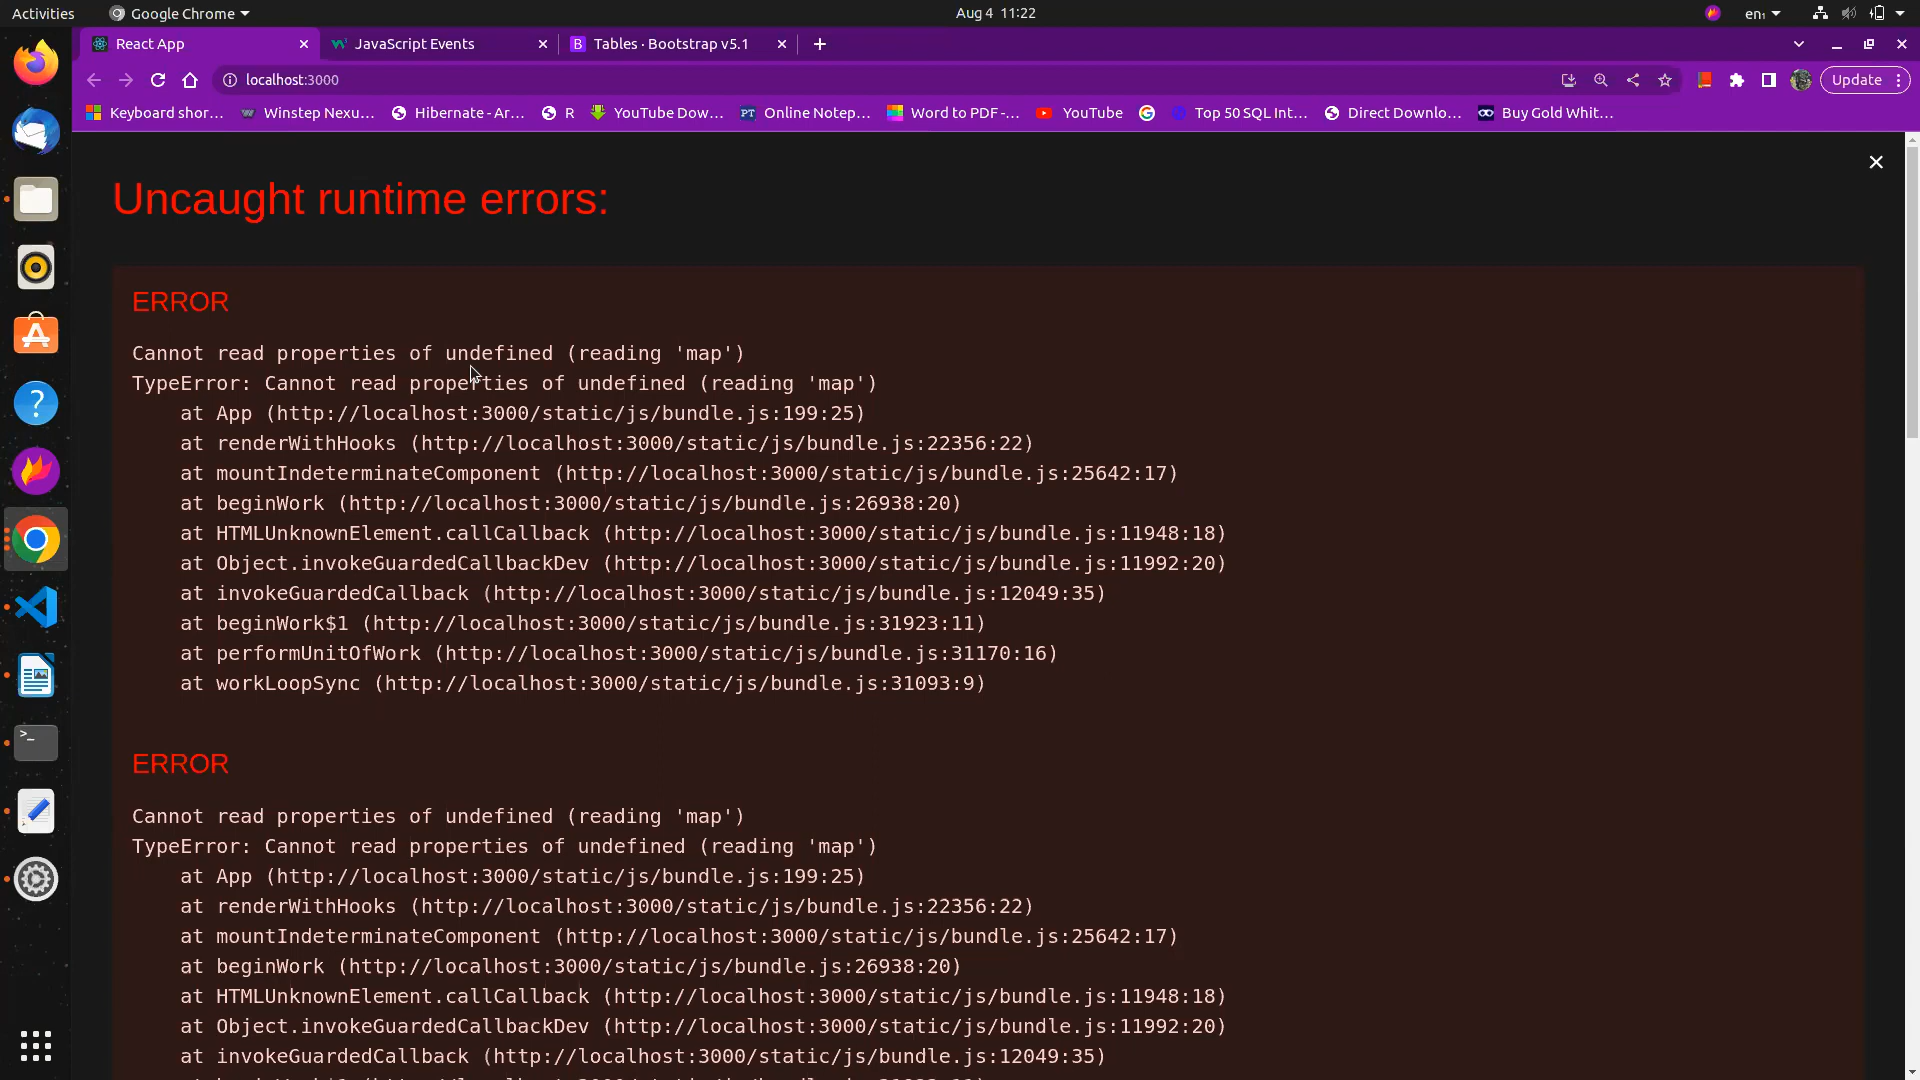 Activities
Google Chrome
Aug 4 11:22
en₁
React App
JavaScript Events
Tables · Bootstrap v5.1
localhost:3000
Update
Keyboard shor...
Winstep Nexu...
Hibernate - Ar...
R
YouTube Dow...
PT
Online Notep...
Word to PDF -...
YouTube
Top 50 SQL Int...
Direct Downlo...
Buy Gold Whit...
Uncaught runtime errors:
ERROR
Cannot read properties of undefined (reading 'map')
TypeError: Cannot read properties of undefined (reading 'map')
at App (http://localhost:3000/static/js/bundle.js:199:25)
at renderWithHooks (http://localhost:3000/static/js/bundle.js:22356:22)
at mountIndeterminateComponent (http://localhost:3000/static/js/bundle.js:25642:17)
at beginWork (http://localhost:3000/static/js/bundle.js:26938:20)
at HTMLUnknownElement.callCallback (http://localhost:3000/static/js/bundle.js:11948:18)
at Object.invokeGuardedCallbackDev (http://localhost:3000/static/js/bundle.js:11992:20)
at invokeGuardedCallback (http://localhost:3000/static/js/bundle.js:12049:35)
at beginWork$1 (http://localhost:3000/static/js/bundle.js:31923:11)
at performUnitOfWork (http://localhost:3000/static/js/bundle.js:31170:16)
at workLoopSync (http://localhost:3000/static/js/bundle.js:31093:9)
ERROR
Cannot read properties of undefined (reading 'map')
TypeError: Cannot read properties of undefined (reading 'map')
at App (http://localhost:3000/static/js/bundle.js:199:25)
at renderWithHooks (http://localhost:3000/static/js/bundle.js:22356:22)
at mountIndeterminateComponent (http://localhost:3000/static/js/bundle.js:25642:17)
at beginWork (http://localhost:3000/static/js/bundle.js:26938:20)
at HTMLUnknownElement.callCallback (http://localhost:3000/static/js/bundle.js:11948:18)
at Object.invokeGuardedCallbackDev (http://localhost:3000/static/js/bundle.js:11992:20)
at invokeGuardedCallback (http://localhost:3000/static/js/bundle.js:12049:35)